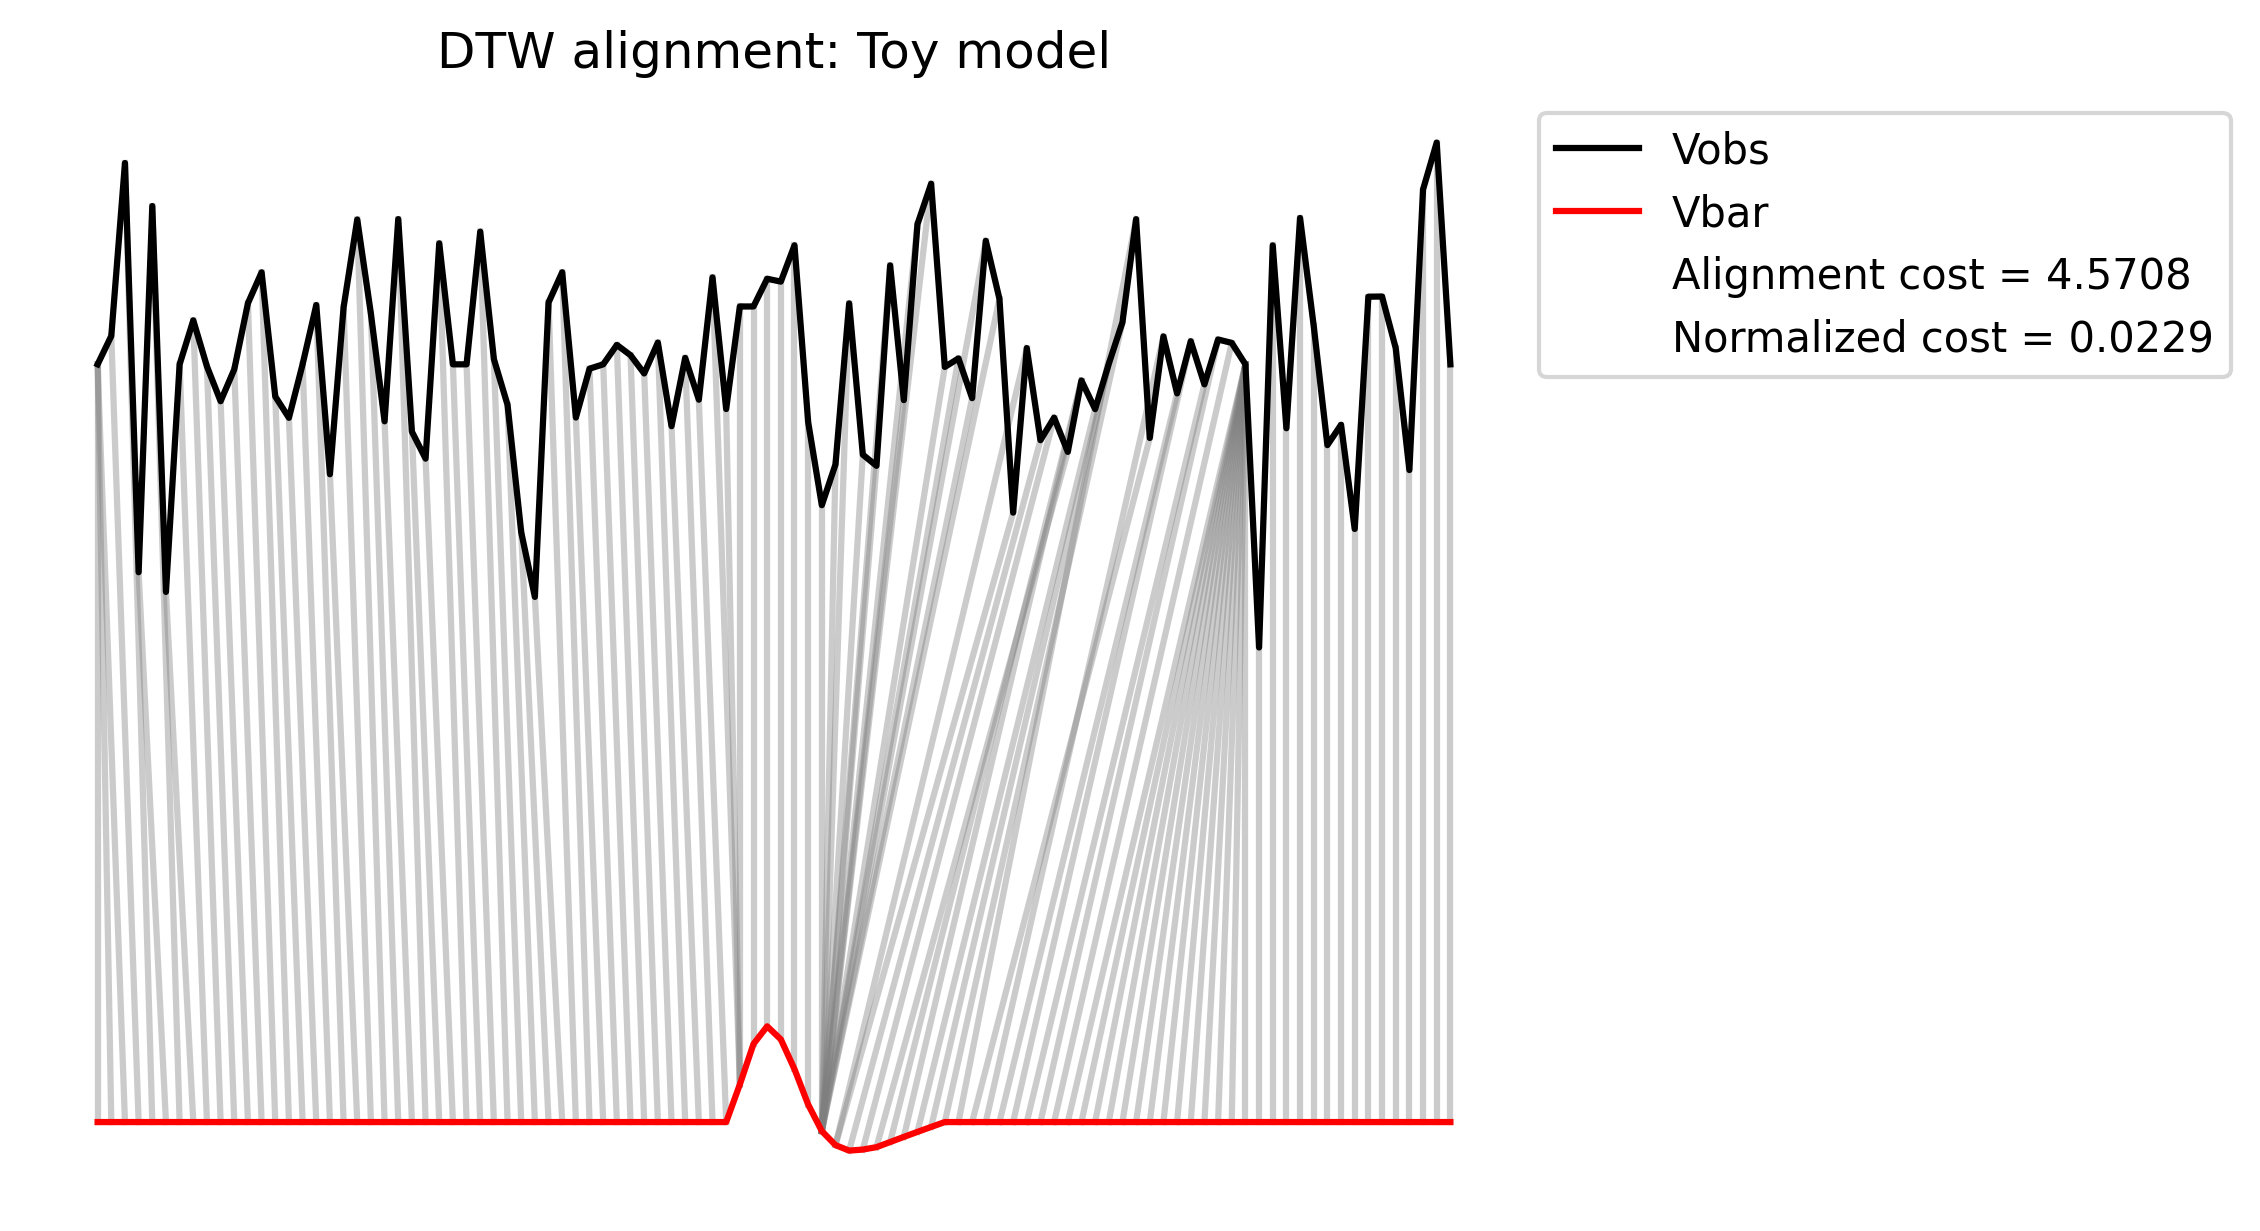 DTW alignment: Toy model
Vobs
Vbar
Alignment cost = 4.5708
Normalized cost = 0.0229